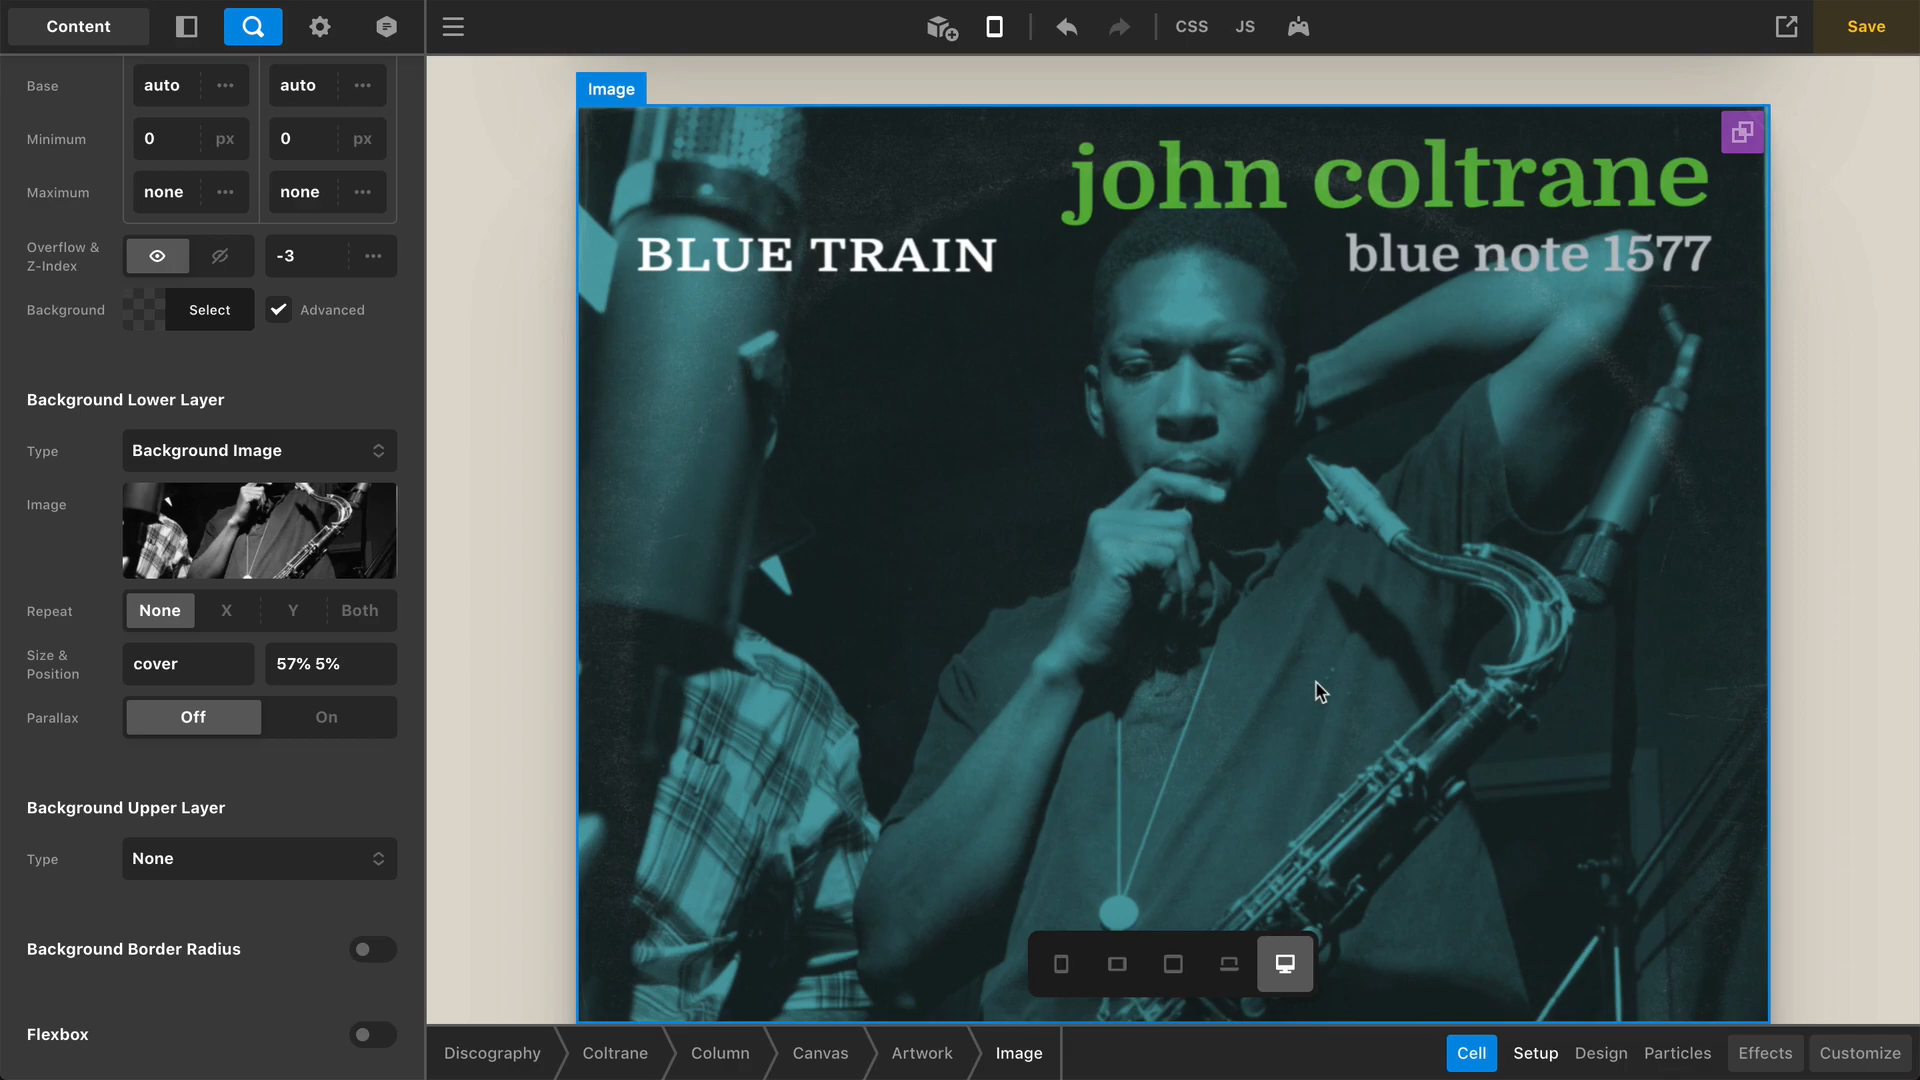 Content
CSS JS
Save
Base auto ••• auto •••
Minimum 0 px 0 px
Maximum none ••• none •••
Overflow &
Z-Index -3 •••
Background Select Advanced
Background Lower Layer
Type Background Image
Image
Repeat None X Y Both
Size &
Position cover 57% 5%
Parallax Off On
Background Upper Layer
Type None
Background Border Radius
Flexbox
Image
john coltrane
BLUE TRAIN
blue note 1577
Discography Coltrane Column Canvas Artwork Image
Cell Setup Design Particles Effects Customize